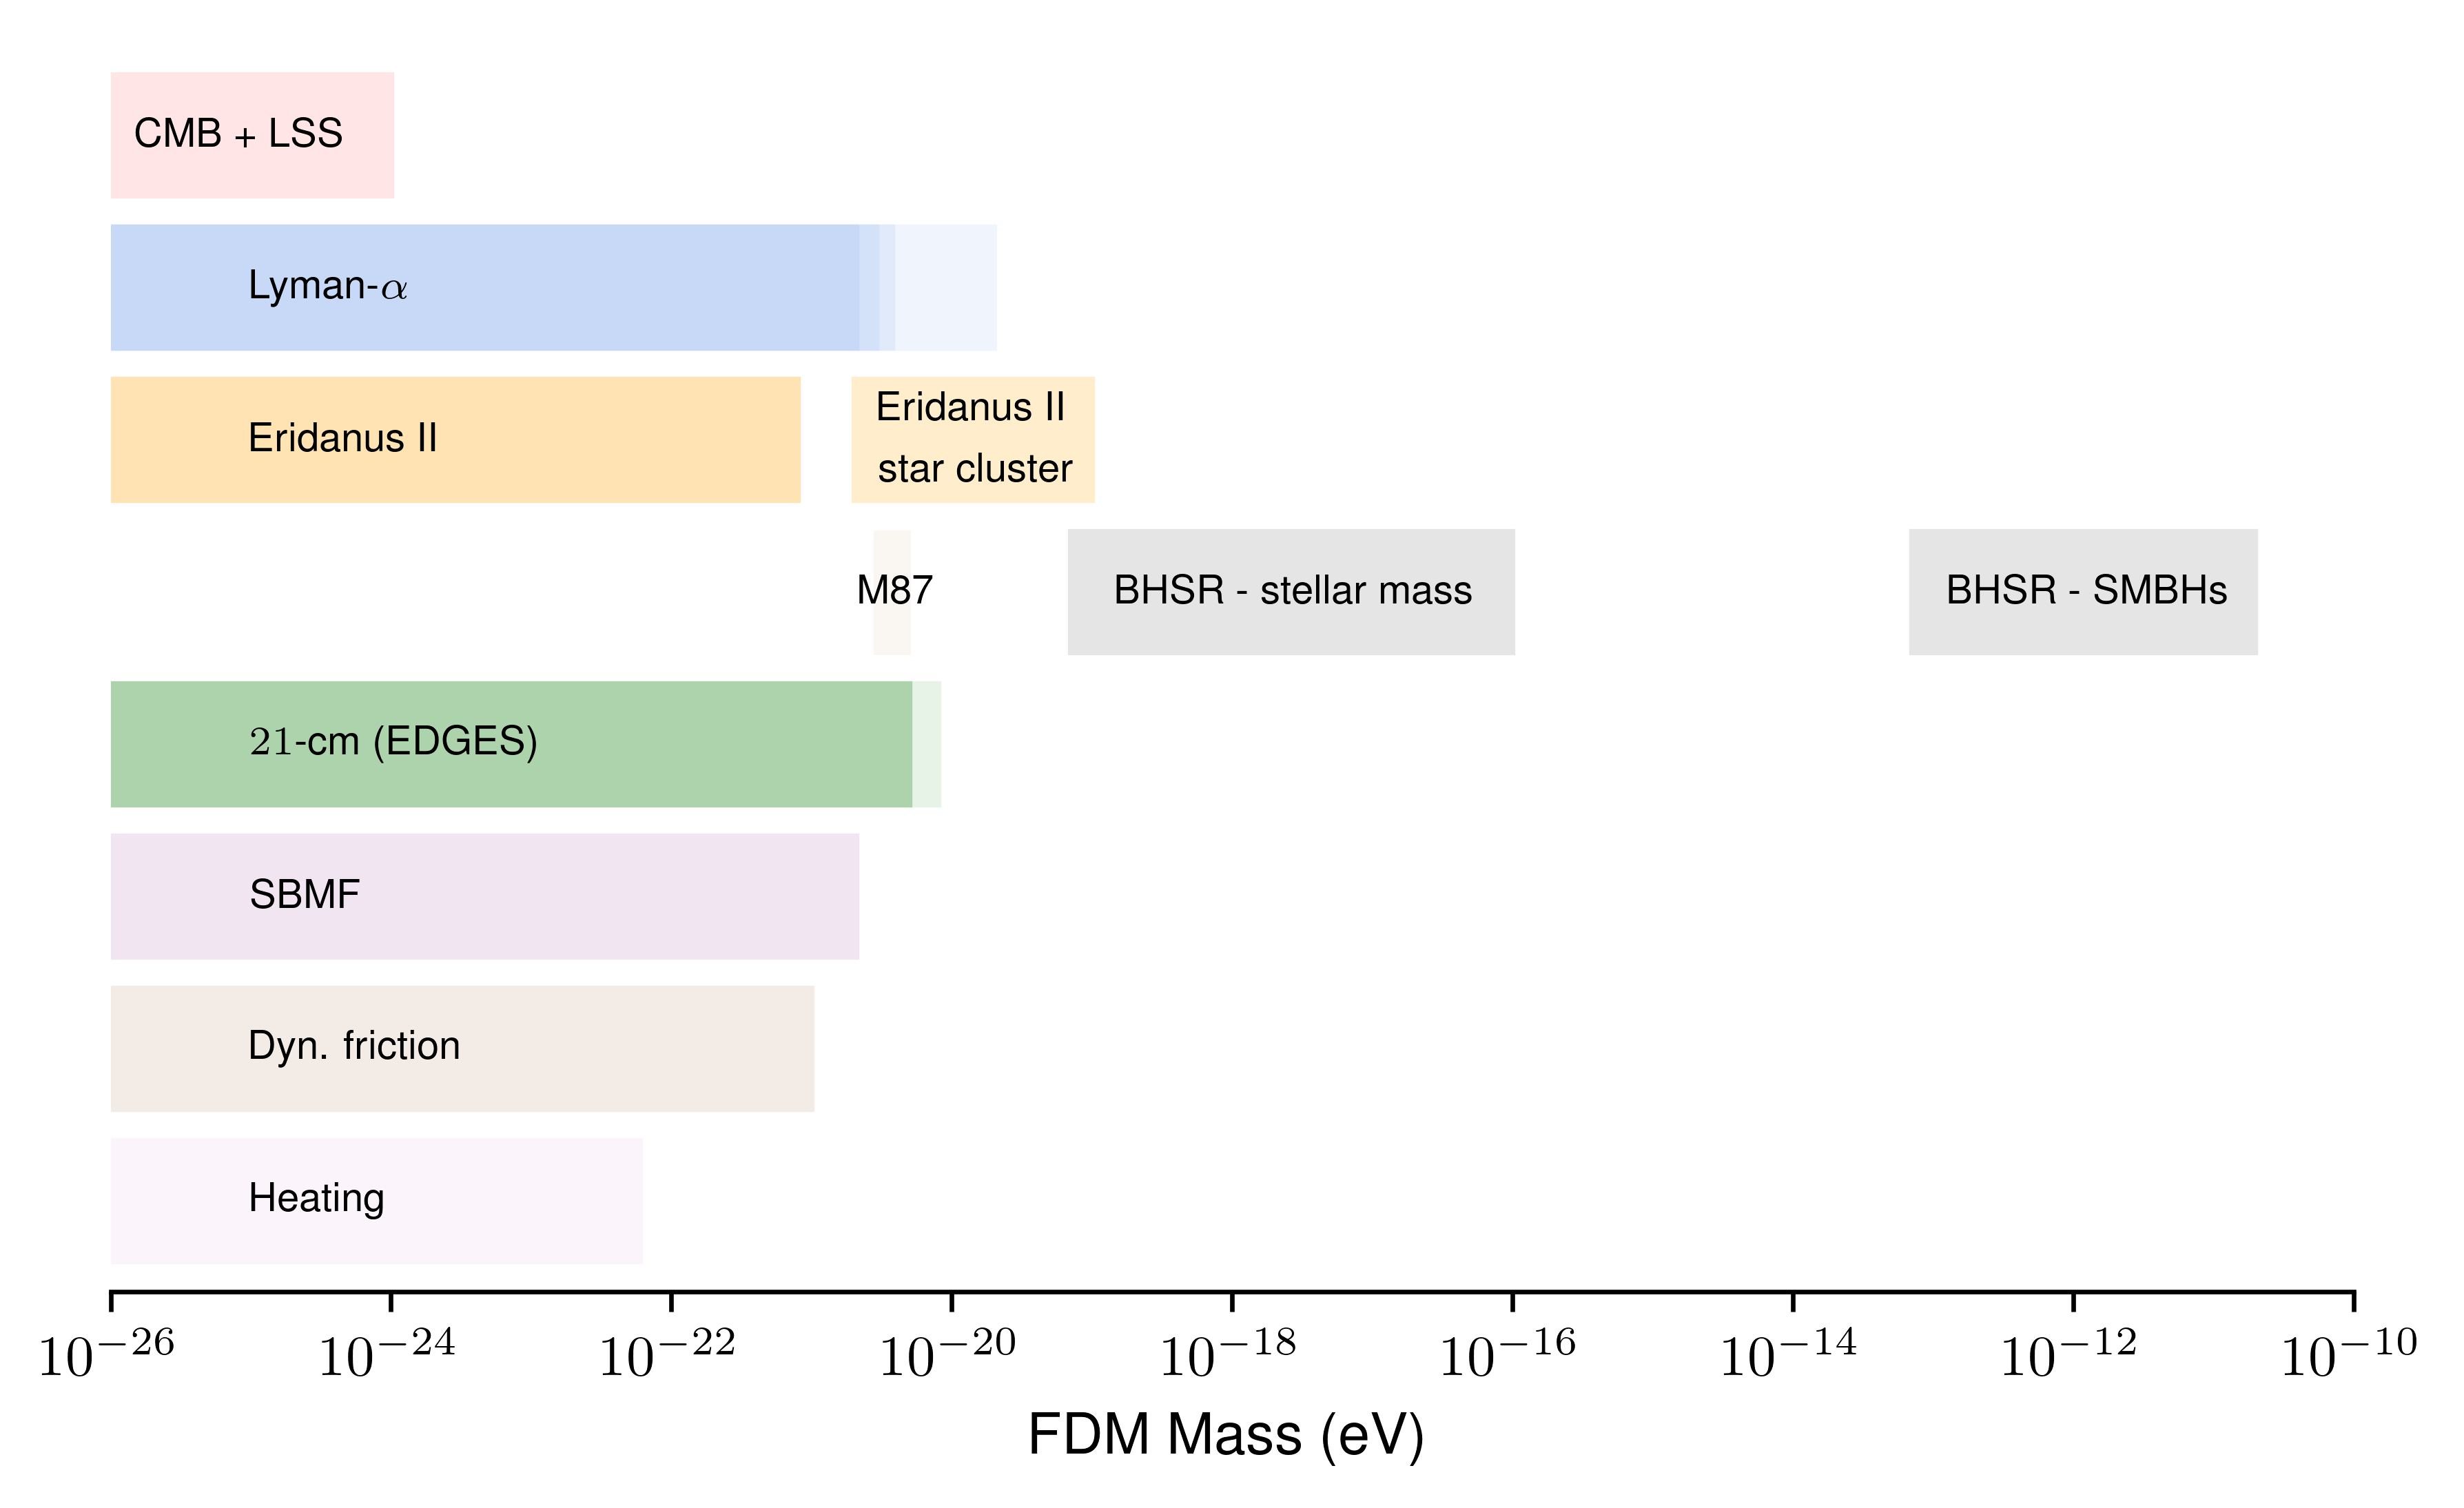 CMB + LSS
Lyman-α
Eridanus II
Eridanus II
star cluster
M87
BHSR - stellar mass
BHSR - SMBHs
21-cm (EDGES)
SBMF
Dyn. friction
Heating
10⁻²⁶ 10⁻²⁴ 10⁻²² 10⁻²⁰ 10⁻¹⁸ 10⁻¹⁶ 10⁻¹⁴ 10⁻¹² 10⁻¹⁰
FDM Mass (eV)